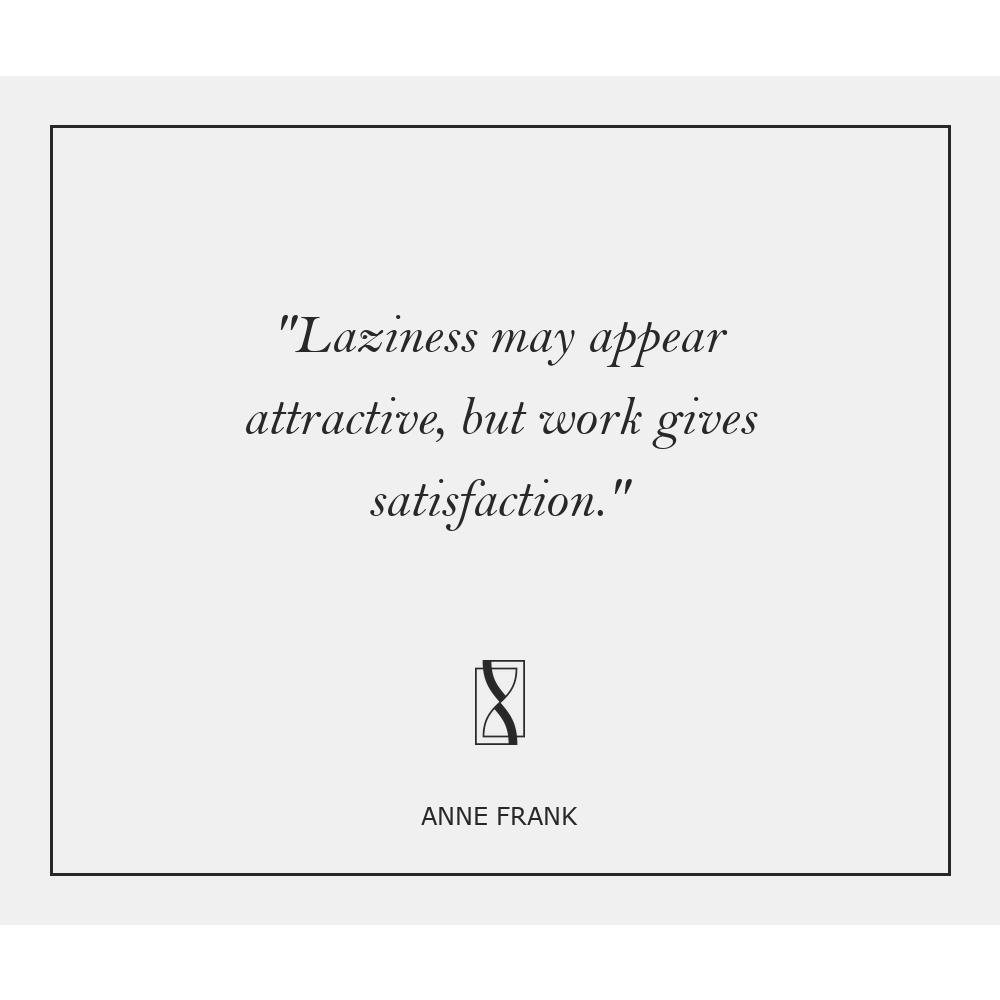 "Laziness may appear
attractive, but work gives
satisfaction."
ANNE FRANK